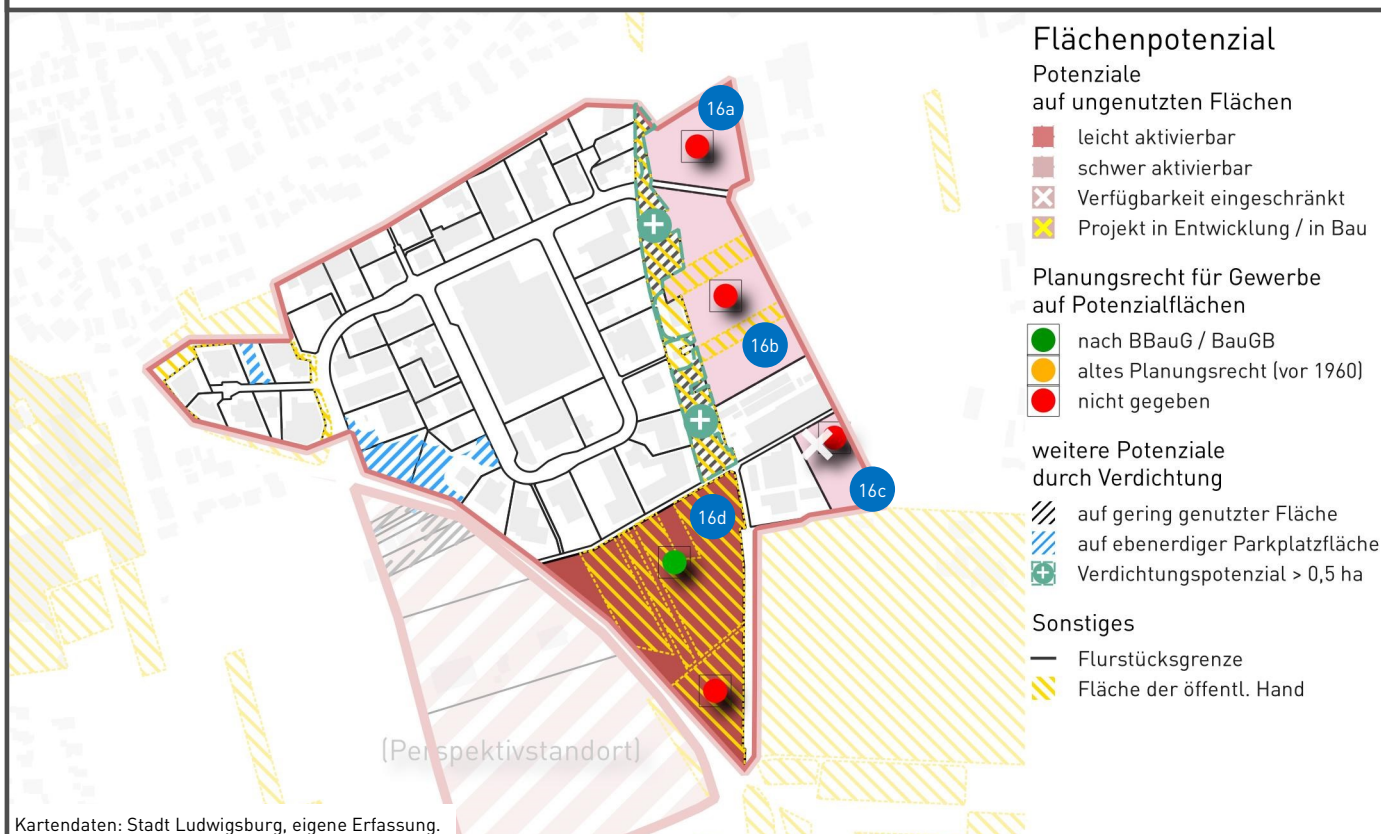 Flächenpotenzial
Potenziale
auf ungenutzten Flächen
leicht aktivierbar
schwer aktivierbar
Verfügbarkeit eingeschränkt
Projekt in Entwicklung / in Bau
Planungsrecht für Gewerbe
auf Potenzialflächen
nach BBauG / BauGB
altes Planungsrecht (vor 1960)
nicht gegeben
weitere Potenziale
durch Verdichtung
auf gering genutzter Fläche
auf ebenerdiger Parkplatzfläche
Verdichtungspotenzial > 0,5 ha
Sonstiges
Flurstücksgrenze
Fläche der öffentl. Hand
16a
16b
16c
16d
(Perspektivstandort)
Kartendaten: Stadt Ludwigsburg, eigene Erfassung.